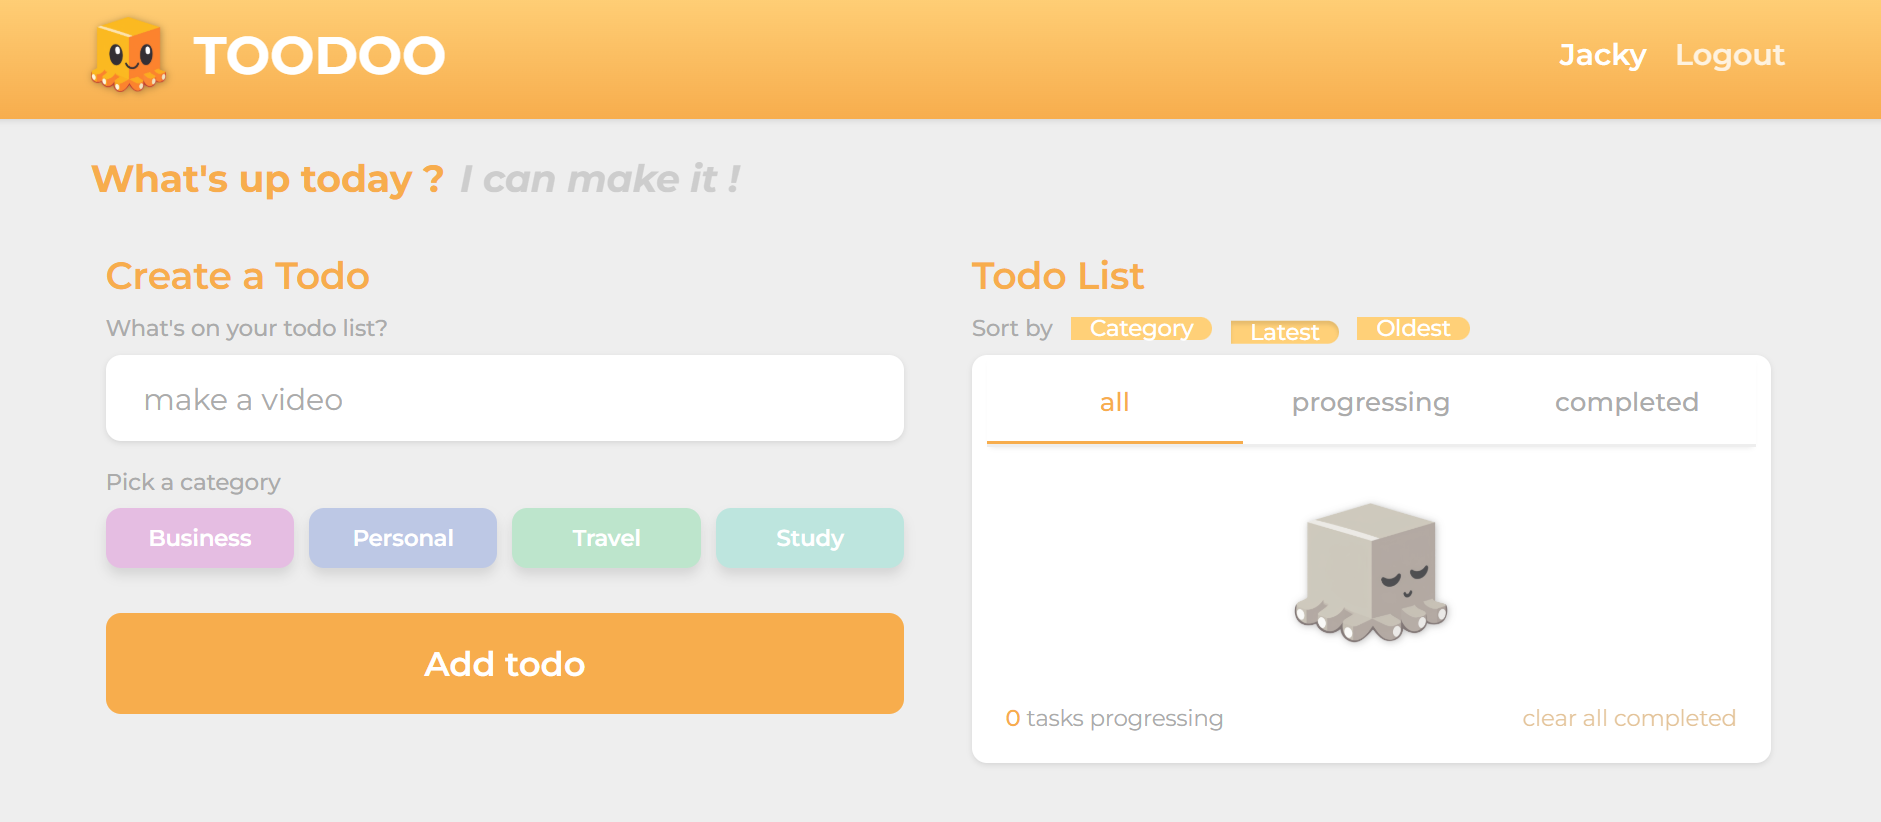 TOODOO
Jacky Logout
What's up today ? I can make it !
Create a Todo
What's on your todo list?
make a video
Pick a category
Business Personal Travel Study
Add todo
Todo List
Sort by Category Latest Oldest
all progressing completed
0 tasks progressing clear all completed